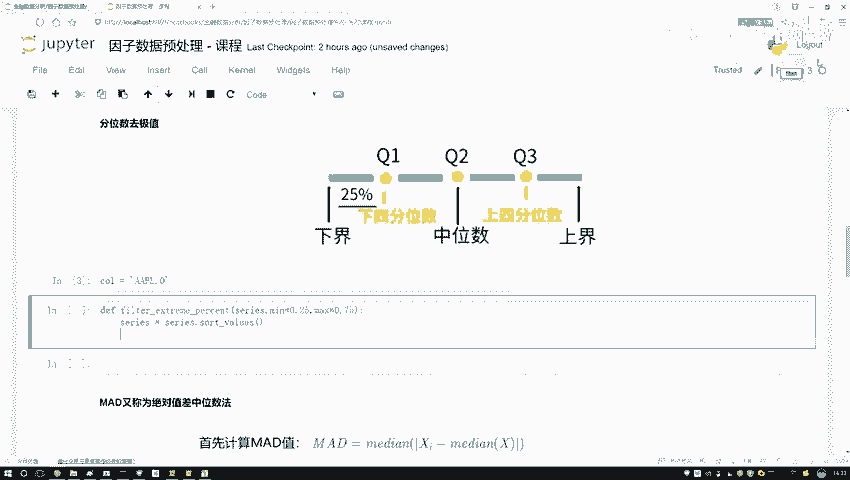 jupyter 因子数据预处理 - 课程 Last Checkpoint: 2 hours ago (unsaved changes)
Logout
File Edit View Insert Cell Kernel Widgets Help
Trusted
Code
分位数去极值
Q1 Q2 Q3
25%
下四分位数 上四分位数
下界 中位数 上界
In [3]: col = 'AAPL.O'
In [ ]: def filter_extreme_percent(series,min=0.25,max=0.75):
series = series.sort_values()
In [ ]:
MAD又称为绝对值差中位数法
首先计算MAD值： MAD = median(|X_i − median(X)|)